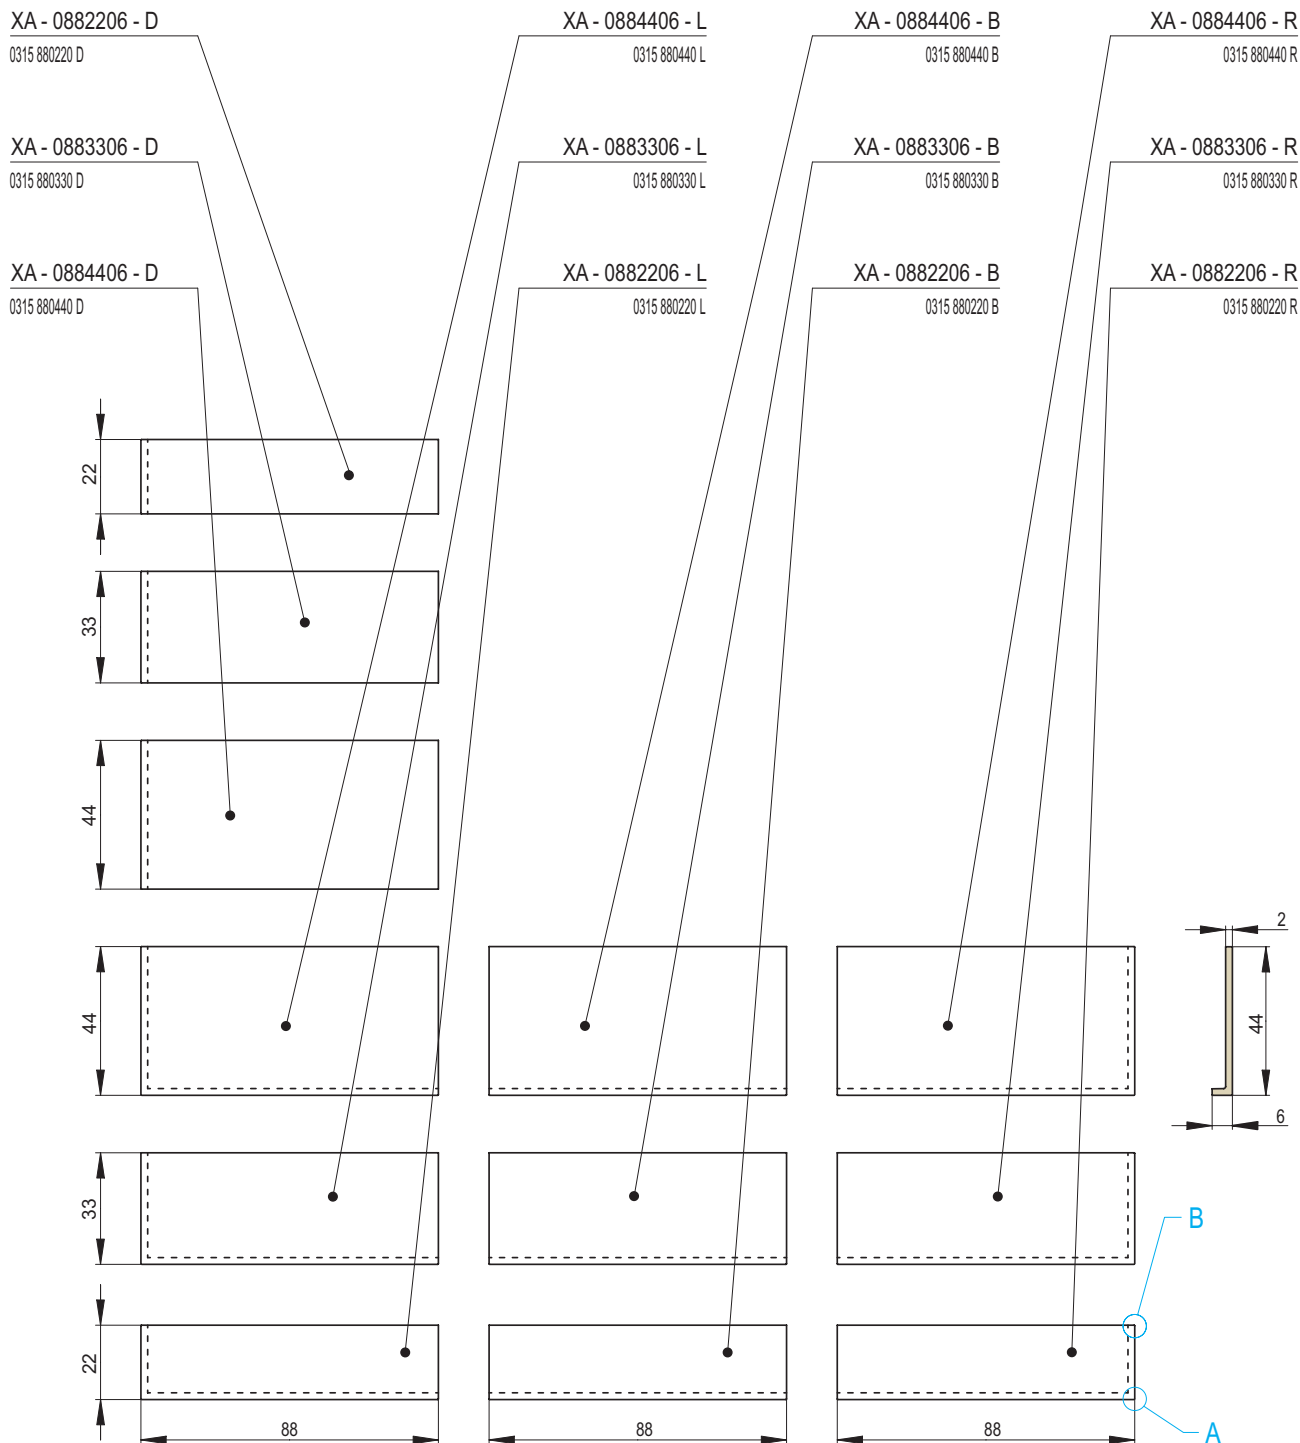 XA - 0882206 - D XA - 0884406 - L XA - 0884406 - B XA - 0884406 - R
0315 880220 D 0315 880440 L 0315 880440 B 0315 880440 R
XA - 0883306 - D XA - 0883306 - L XA - 0883306 - B XA - 0883306 - R
0315 880330 D 0315 880330 L 0315 880330 B 0315 880330 R
XA - 0884406 - D XA - 0882206 - L XA - 0882206 - B XA - 0882206 - R
0315 880440 D 0315 880220 L 0315 880220 B 0315 880220 R
22
33
44
2
44 44
6
33 B
22
88 88 88 A